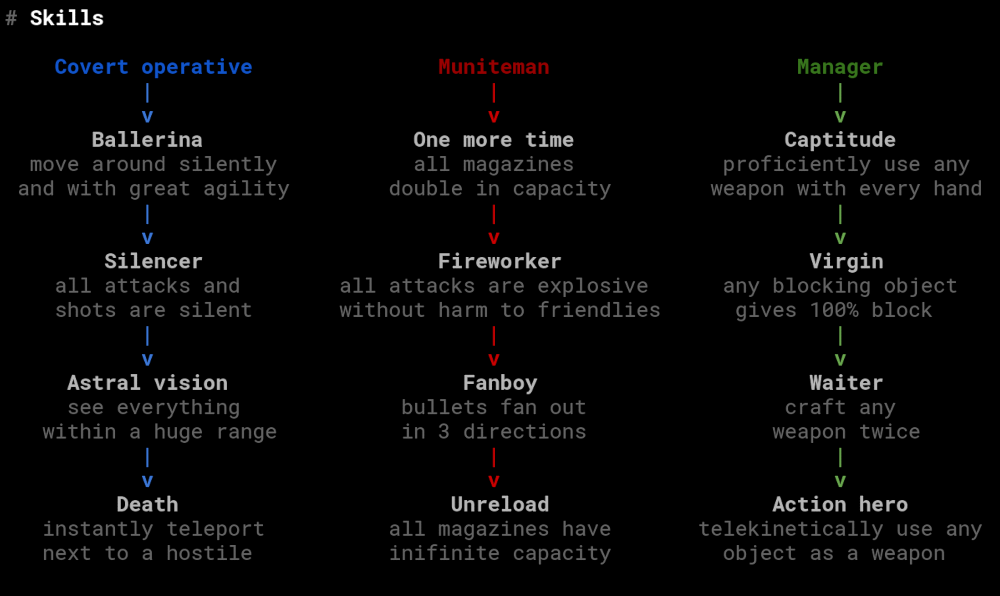 # Skills
Covert operative Muniteman Manager
| | |
v v v
Ballerina One more time Captitude
move around silently all magazines proficiently use any
and with great agility double in capacity weapon with every hand
| | |
v v v
Silencer Fireworker Virgin
all attacks and all attacks are explosive any blocking object
shots are silent without harm to friendlies gives 100% block
| | |
v v v
Astral vision Fanboy Waiter
see everything bullets fan out craft any
within a huge range in 3 directions weapon twice
| | |
v v v
Death Unreload Action hero
instantly teleport all magazines have telekinetically use any
next to a hostile inifinite capacity object as a weapon